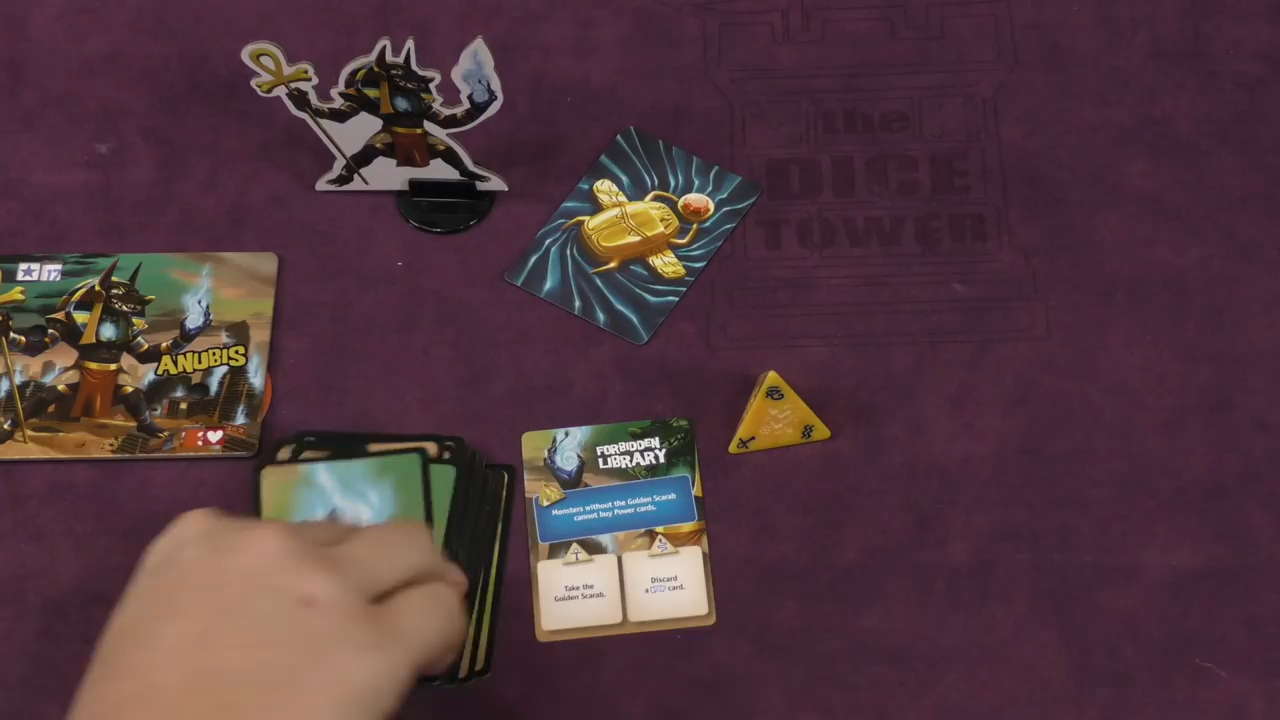 the
DICE
TOWER
ANUBIS
FORBIDDEN
LIBRARY
Monsters without the Golden Scarab
cannot buy Power cards.
Take the
Golden Scarab.
Discard
a card.